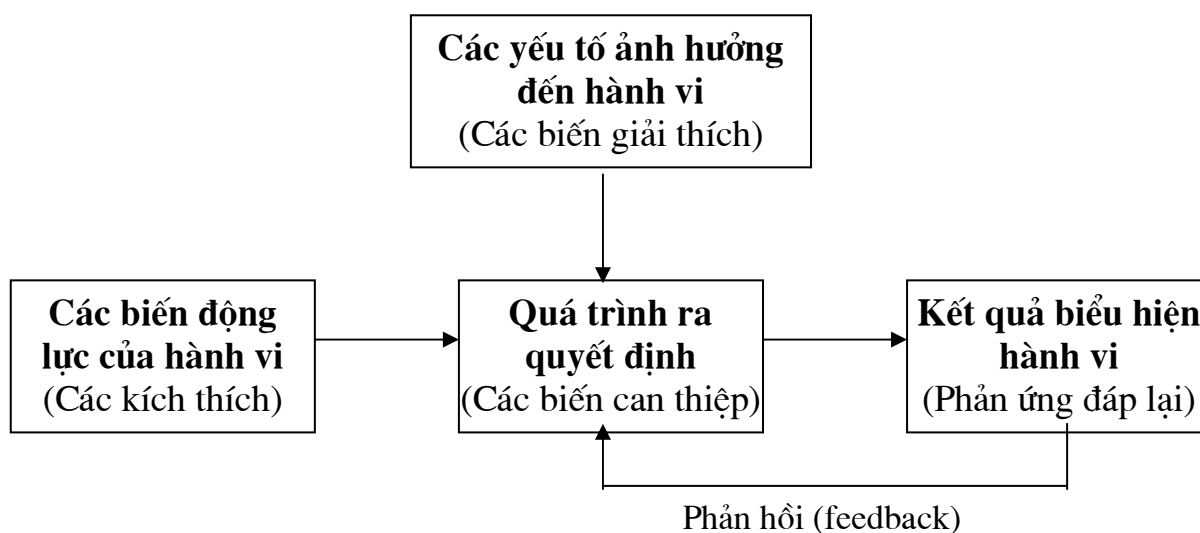 Các yếu tố ảnh hưởng
đến hành vi
(Các biến giải thích)
Các biến động
lực của hành vi
(Các kích thích)
Quá trình ra
quyết định
(Các biến can thiệp)
Kết quả biểu hiện
hành vi
(Phản ứng đáp lại)
Phản hồi (feedback)